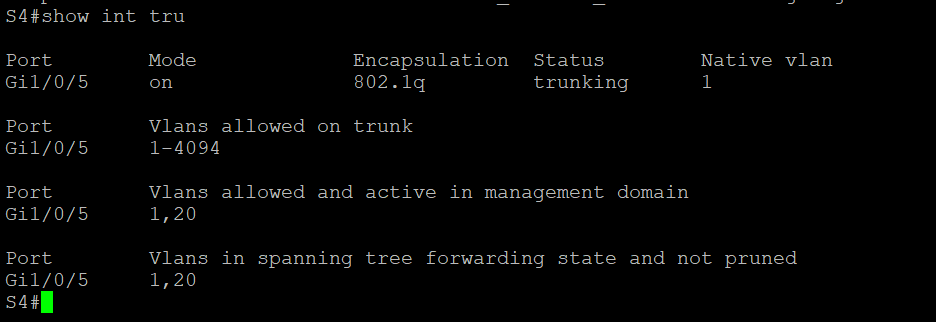 S4#show int tru
Port Mode Encapsulation Status Native vlan
Gi1/0/5 on 802.1q trunking 1
Port Vlans allowed on trunk
Gi1/0/5 1-4094
Port Vlans allowed and active in management domain
Gi1/0/5 1,20
Port Vlans in spanning tree forwarding state and not pruned
Gi1/0/5 1,20
S4#